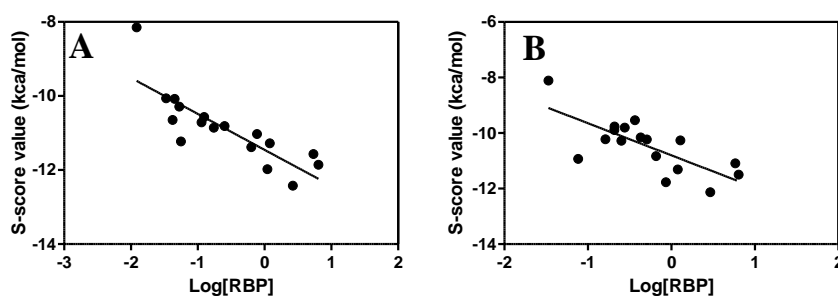 A
S-score value (kca/mol)
-8
-10
-12
-14
-3 -2 -1 0 1 2
Log[RBP]
B
S-score value (kca/mol)
-6
-8
-10
-12
-14
-2 -1 0 1 2
Log[RBP]